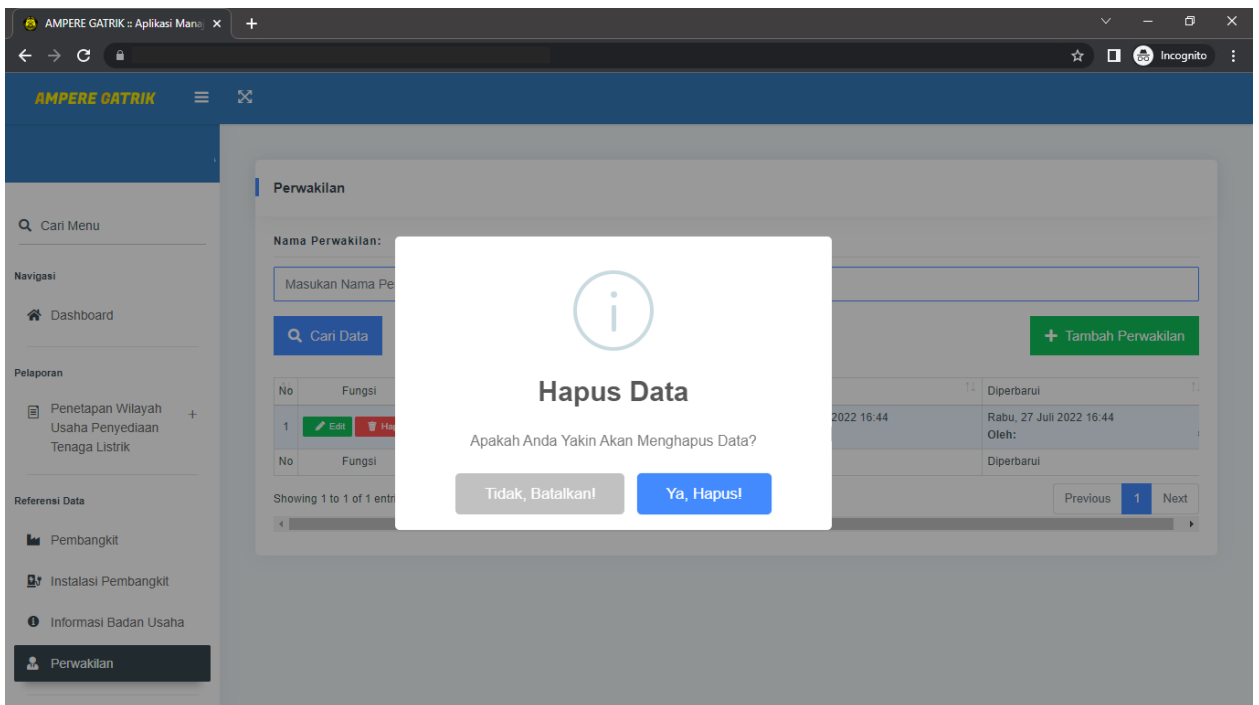 AMPERE GATRIK :: Aplikasi Mana
Incognito
AMPERE GATRIK
Cari Menu
Navigasi
Dashboard
Pelaporan
Penetapan Wilayah
Usaha Penyediaan
Tenaga Listrik
Referensi Data
Pembangkit
Instalasi Pembangkit
Informasi Badan Usaha
Perwakilan
Perwakilan
Nama Perwakilan:
Masukan Nama Pe
Cari Data
+ Tambah Perwakilan
No Fungsi Diperbarui
1 Edit Ha 2022 16:44 Rabu, 27 Juli 2022 16:44
Oleh:
No Fungsi Diperbarui
Showing 1 to 1 of 1 entri
Previous 1 Next
Hapus Data
Apakah Anda Yakin Akan Menghapus Data?
Tidak, Batalkan!
Ya, Hapus!